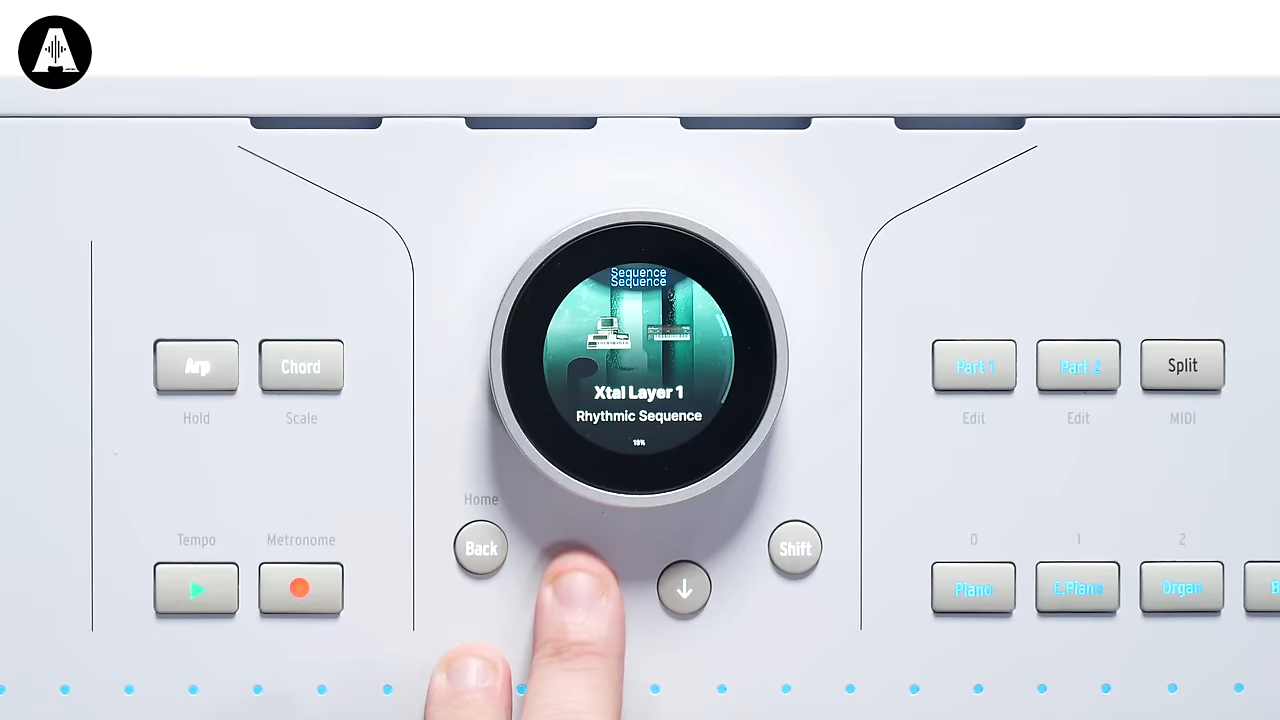 A
Sequence
Sequence
Xtal Layer 1
Rhythmic Sequence
Arp
Chord
Hold
Scale
Part 1
Part 2
Split
Edit
Edit
MIDI
Home
Back
Shift
Tempo
Metronome
0
1
2
Piano
E.Piano
Organ